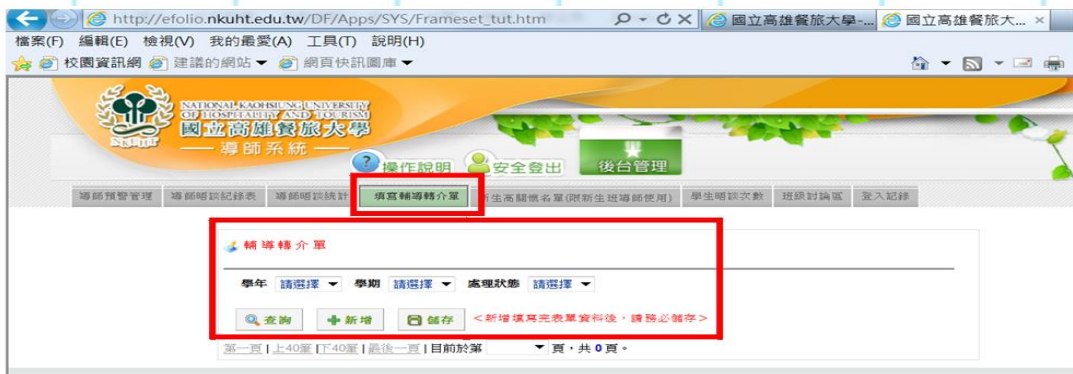 http://efolio.nkuht.edu.tw/DF/Apps/SYS/Frameset_tut.htm 國立高雄餐旅大學-... 國立高雄餐旅大...
檔案(F) 編輯(E) 檢視(V) 我的最愛(A) 工具(T) 說明(H)
校園資訊網 建議的網站 網頁快訊圖庫
NATIONAL KAOHSIUNG UNIVERSITY
OF HOSPITALITY AND TOURISM
國立高雄餐旅大學
NKUHT
導師系統
操作說明 安全登出 後台管理
導師預警管理 導師晤談紀錄表 導師晤談統計 填寫輔導轉介單 新生高關懷名單(限新生班導師使用) 學生晤談次數 班級討論區 登入記錄
輔導轉介單
學年 請選擇 學期 請選擇 處理狀態 請選擇
查詢 新增 儲存 <新增填寫完表單資料後，請務必儲存>
第一頁 | 上40筆 | 下40筆 | 最後一頁 | 目前於第 頁，共 0 頁。